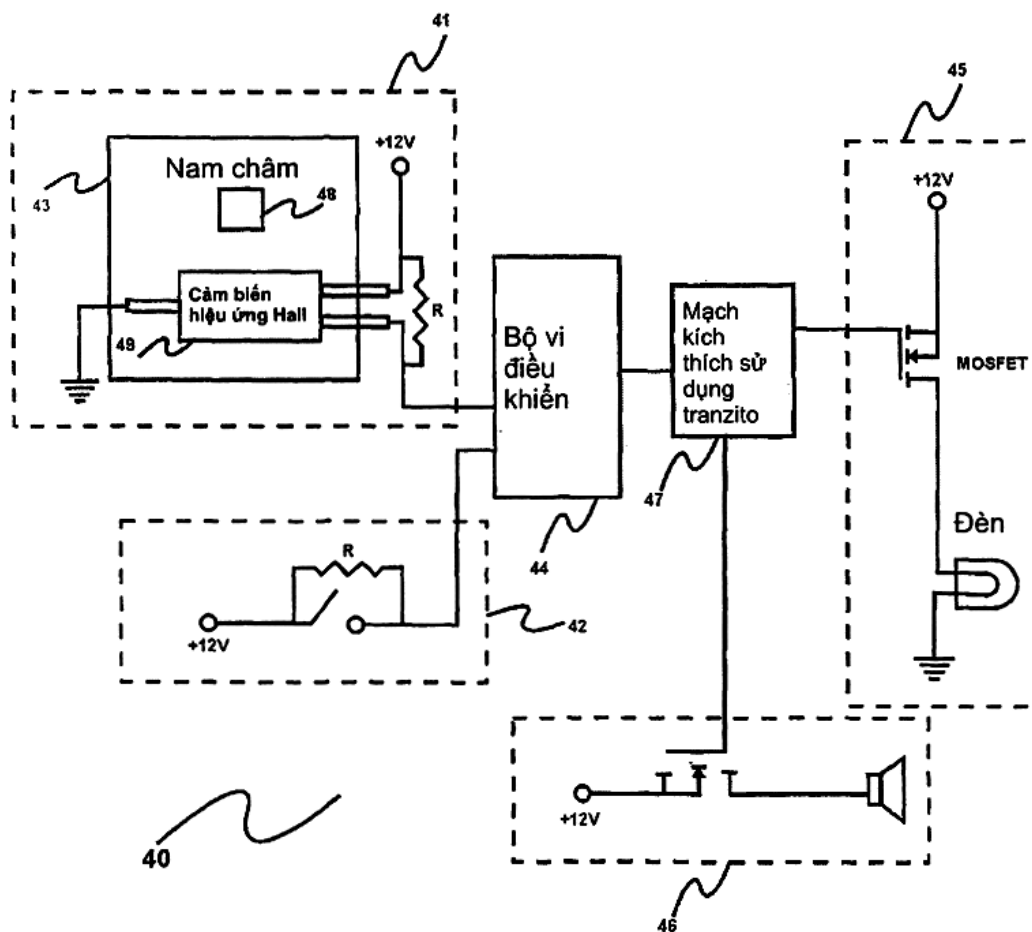 41
45
+12V
Nam châm
43
48
Cảm biến
hiệu ứng Hall
49
R
+12V
Bộ vi
điều
khiển
Mạch
kích
thích sử
dụng
tranzito
MOSFET
47
44
Đèn
R
+12V
42
+12V
40
46